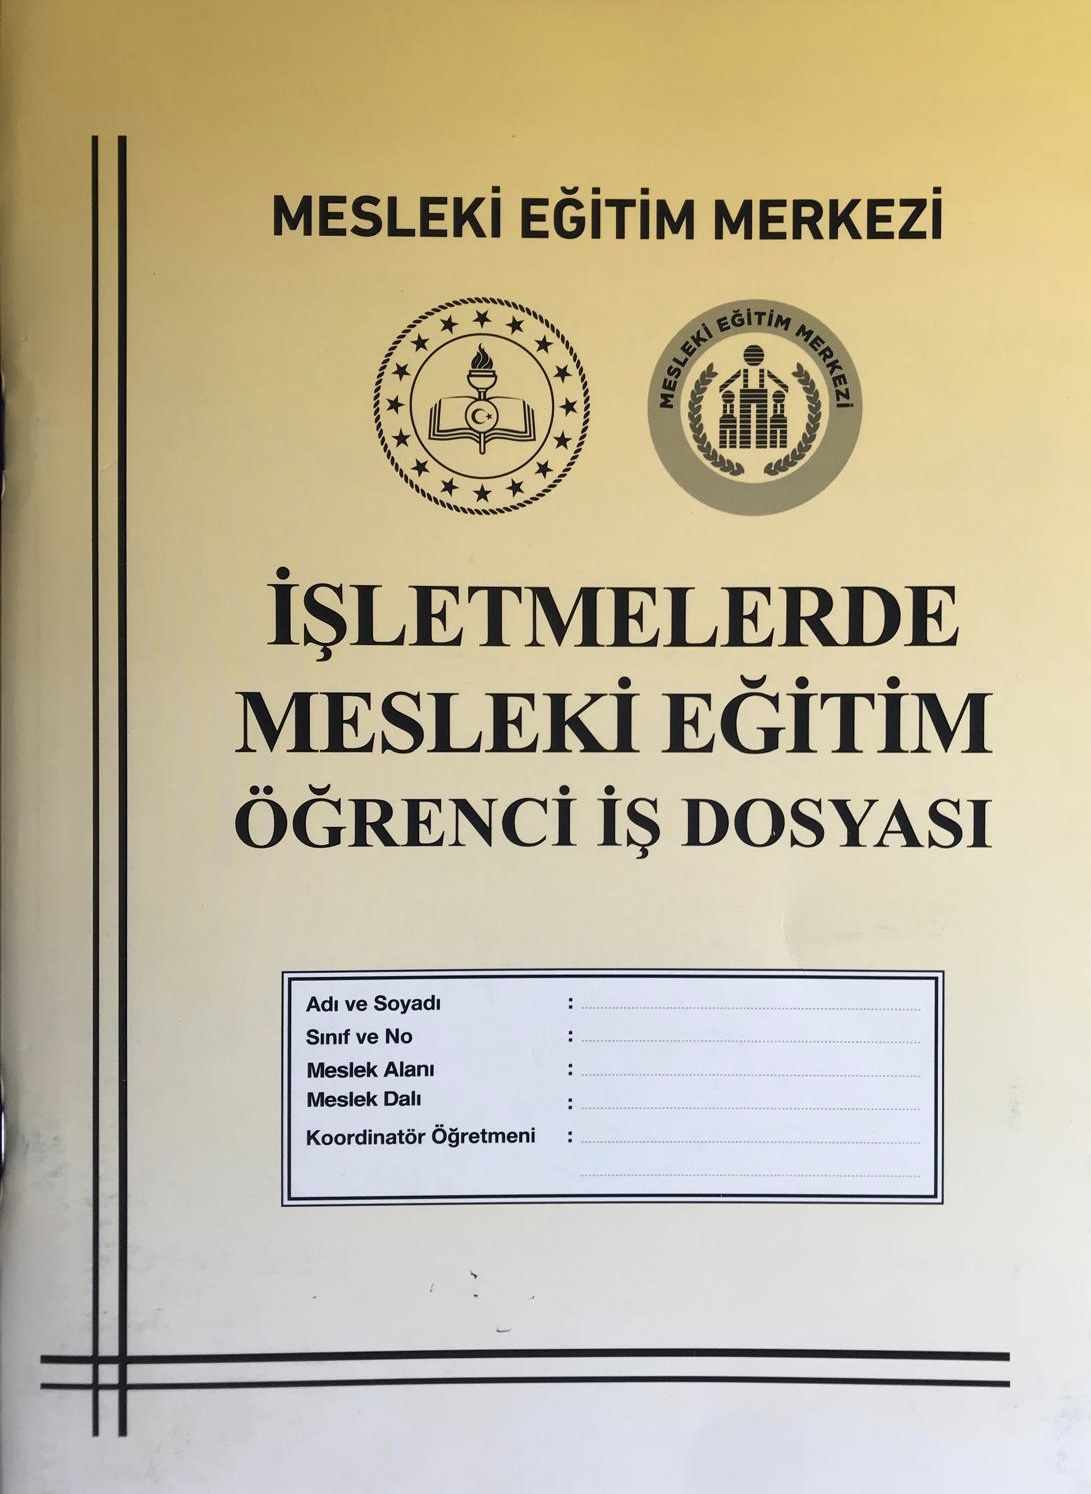 MESLEKİ EĞİTİM MERKEZİ
MESLEKİ EĞİTİM MERKEZİ
İŞLETMELERDE
MESLEKİ EĞİTİM
ÖĞRENCİ İŞ DOSYASI
Adı ve Soyadı :
Sınıf ve No :
Meslek Alanı :
Meslek Dalı :
Koordinatör Öğretmeni :